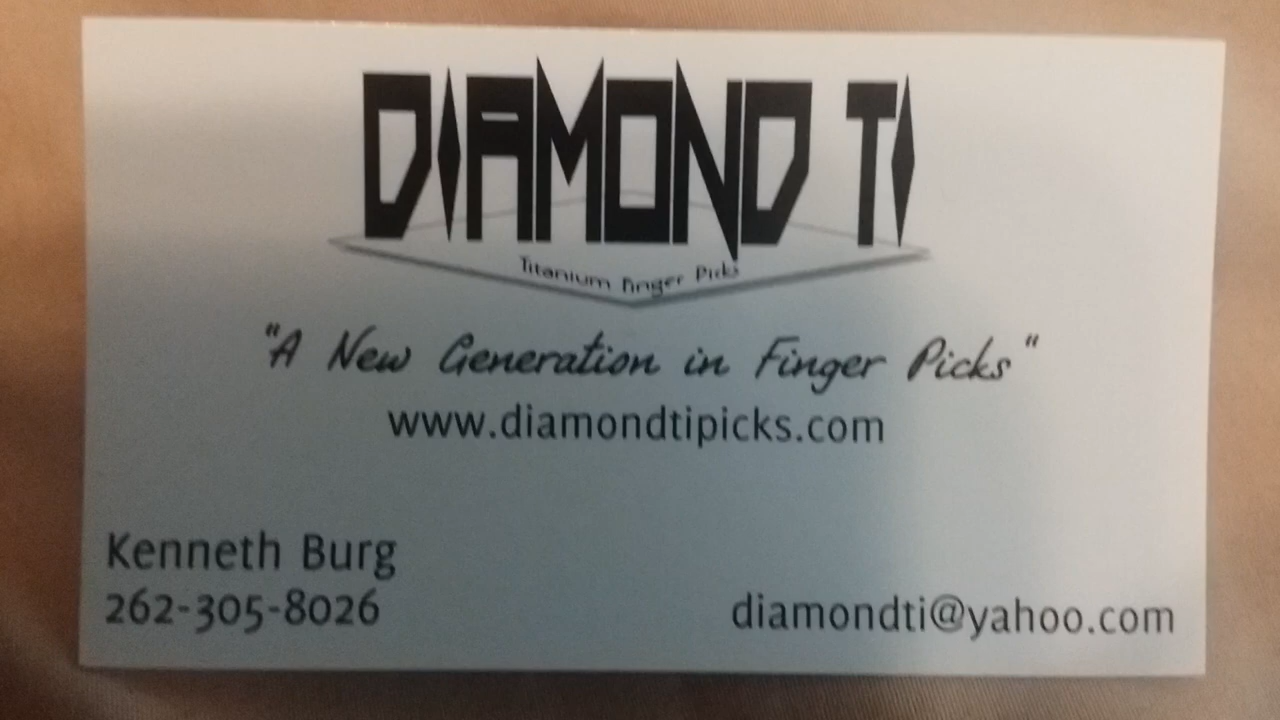 DIAMOND TI
Titanium Finger Picks
"A New Generation in Finger Picks"
www.diamondtipicks.com
Kenneth Burg
262-305-8026
diamondti@yahoo.com